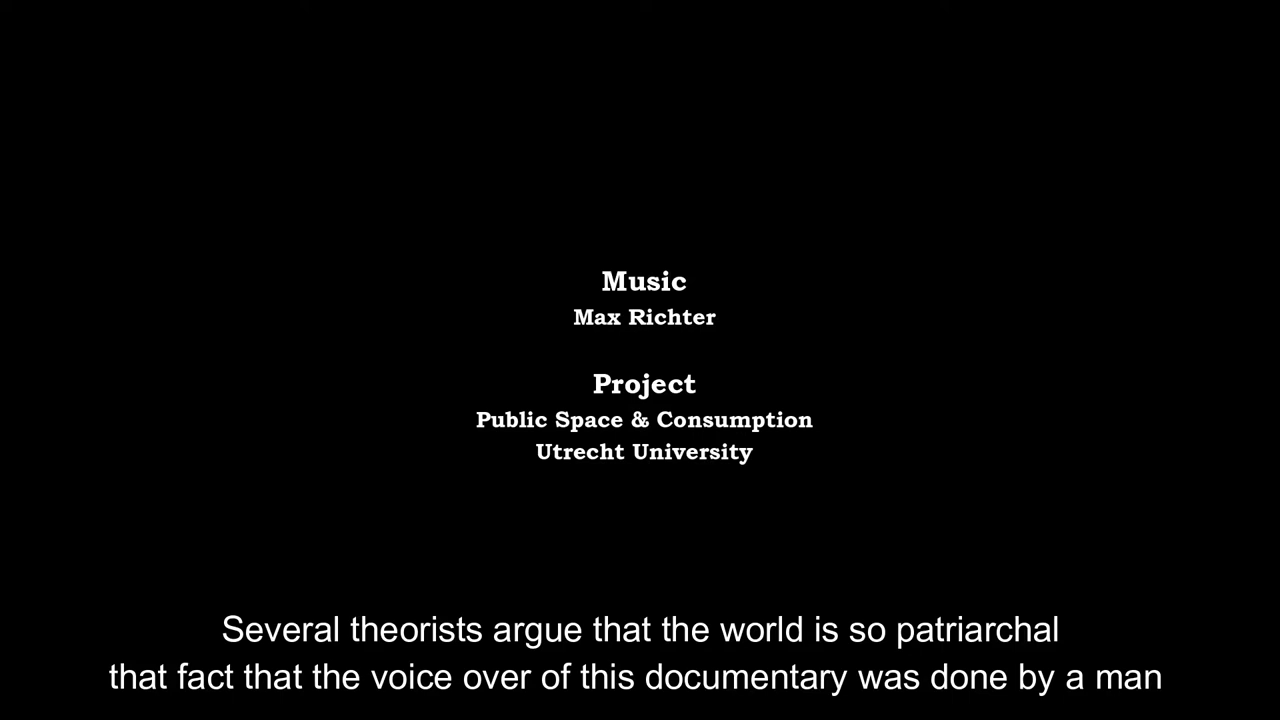 Music
Max Richter
Project
Public Space & Consumption
Utrecht University
Several theorists argue that the world is so patriarchal
that fact that the voice over of this documentary was done by a man